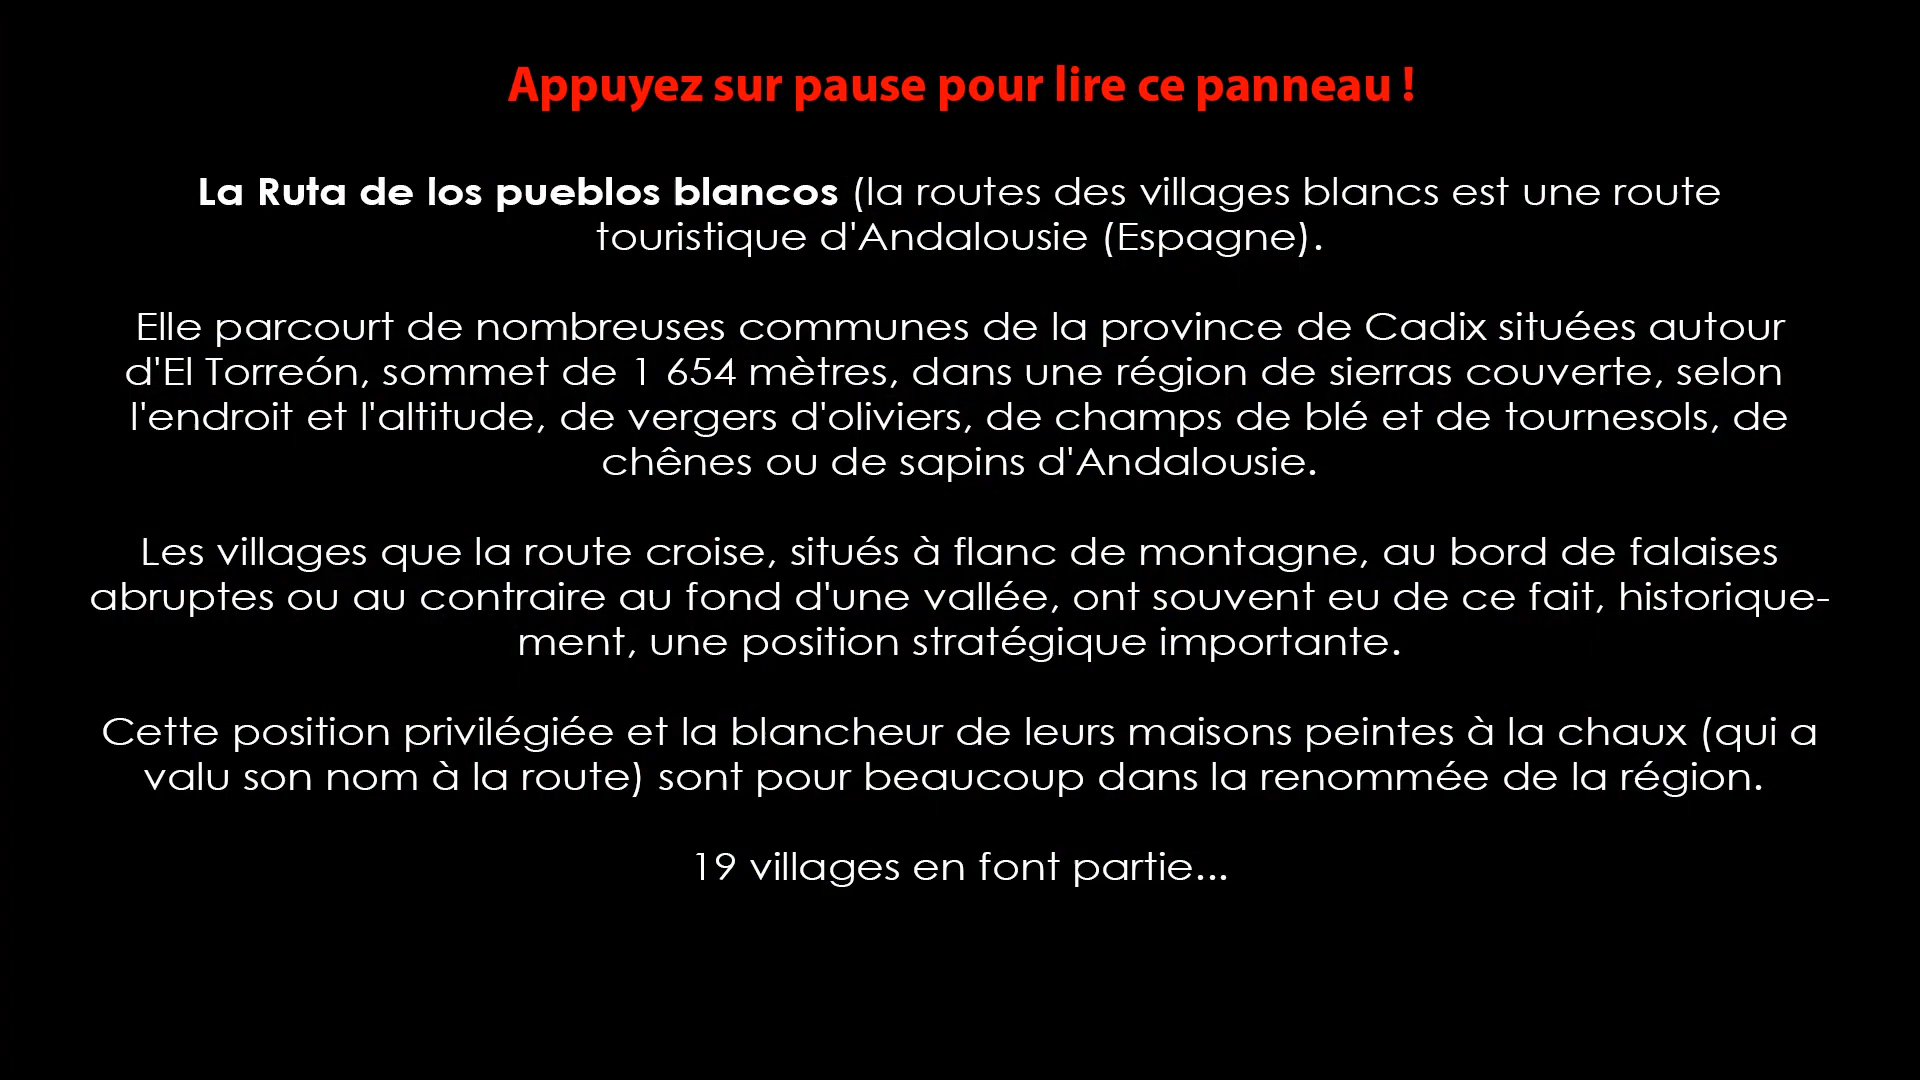 Appuyez sur pause pour lire ce panneau !
La Ruta de los pueblos blancos (la routes des villages blancs est une route
touristique d'Andalousie (Espagne).
Elle parcourt de nombreuses communes de la province de Cadix situées autour
d'El Torreón, sommet de 1 654 mètres, dans une région de sierras couverte, selon
l'endroit et l'altitude, de vergers d'oliviers, de champs de blé et de tournesols, de
chênes ou de sapins d'Andalousie.
Les villages que la route croise, situés à flanc de montagne, au bord de falaises
abruptes ou au contraire au fond d'une vallée, ont souvent eu de ce fait, historique-
ment, une position stratégique importante.
Cette position privilégiée et la blancheur de leurs maisons peintes à la chaux (qui a
valu son nom à la route) sont pour beaucoup dans la renommée de la région.
19 villages en font partie...